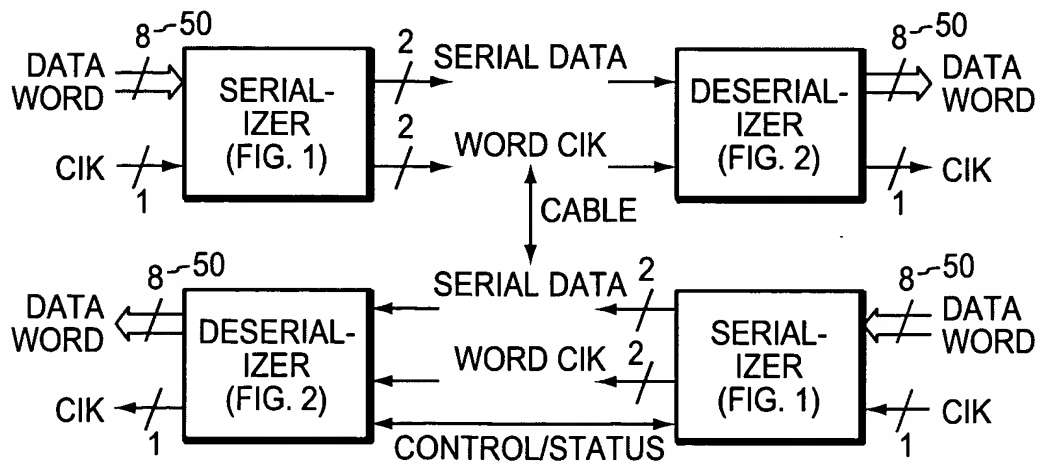 8 50 2 SERIAL DATA 8 50
DATA WORD SERIAL-IZER (FIG. 1) DESERIAL-IZER (FIG. 2) DATA WORD
2
CIK 1 WORD CIK CIK 1
CABLE
8 50 SERIAL DATA 2 8 50
DATA WORD DESERIAL-IZER (FIG. 2) WORD CIK 2 SERIAL-IZER (FIG. 1) DATA WORD
CIK 1 CIK 1
CONTROL/STATUS